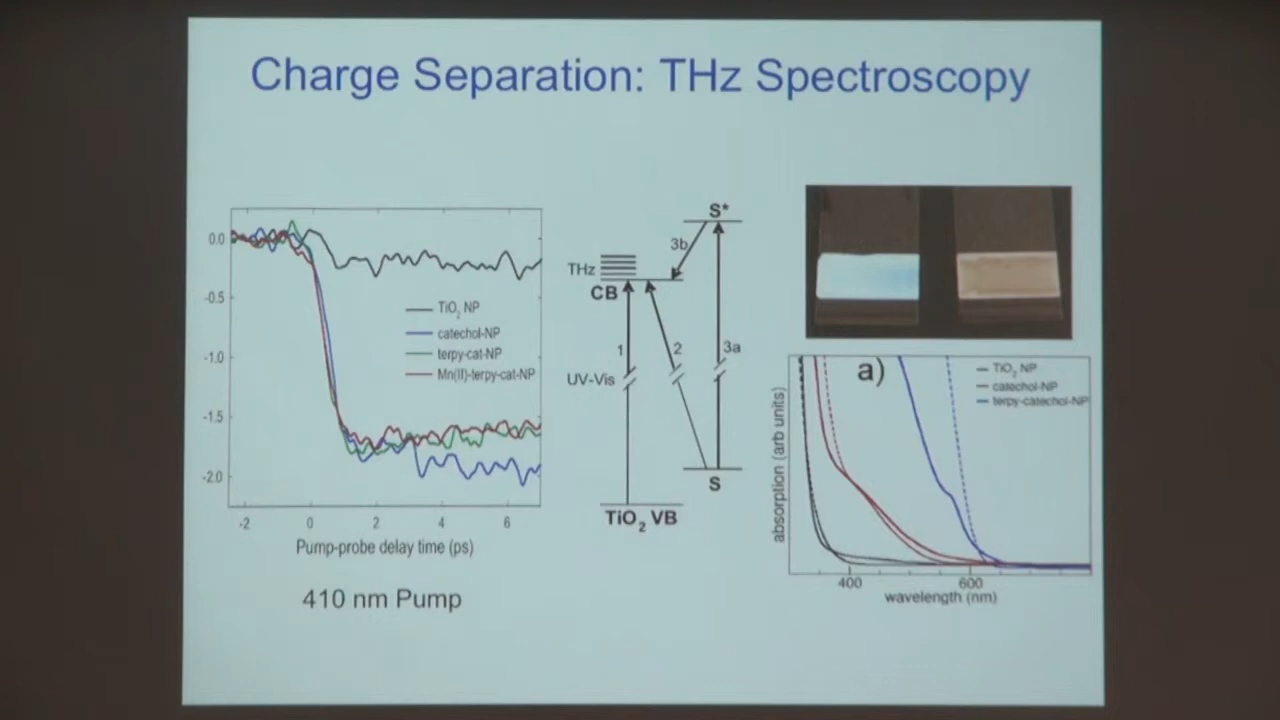 Charge Separation: THz Spectroscopy
0.0
-0.5
-1.0
-1.5
-2.0
TiO2 NP
catechol-NP
terpy-cat-NP
Mn(II)-terpy-cat-NP
-2 0 2 4 6
Pump-probe delay time (ps)
410 nm Pump
S*
3b
THz
CB
1
2
3a
UV-Vis
S
TiO2 VB
a)
TiO2 NP
catechol-NP
terpy-catechol-NP
absorption (arb units)
400 600
wavelength (nm)